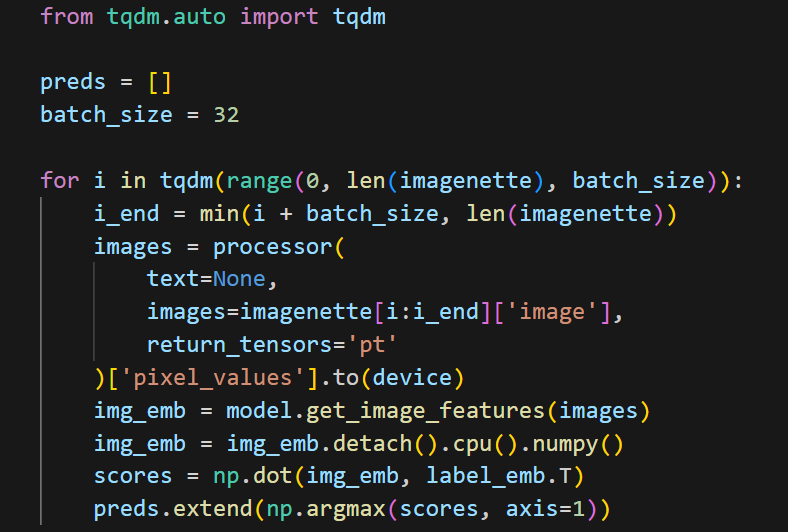 from tqdm.auto import tqdm
preds = []
batch_size = 32
for i in tqdm(range(0, len(imagenette), batch_size)):
    i_end = min(i + batch_size, len(imagenette))
    images = processor(
        text=None,
        images=imagenette[i:i_end]['image'],
        return_tensors='pt'
    )['pixel_values'].to(device)
    img_emb = model.get_image_features(images)
    img_emb = img_emb.detach().cpu().numpy()
    scores = np.dot(img_emb, label_emb.T)
    preds.extend(np.argmax(scores, axis=1))